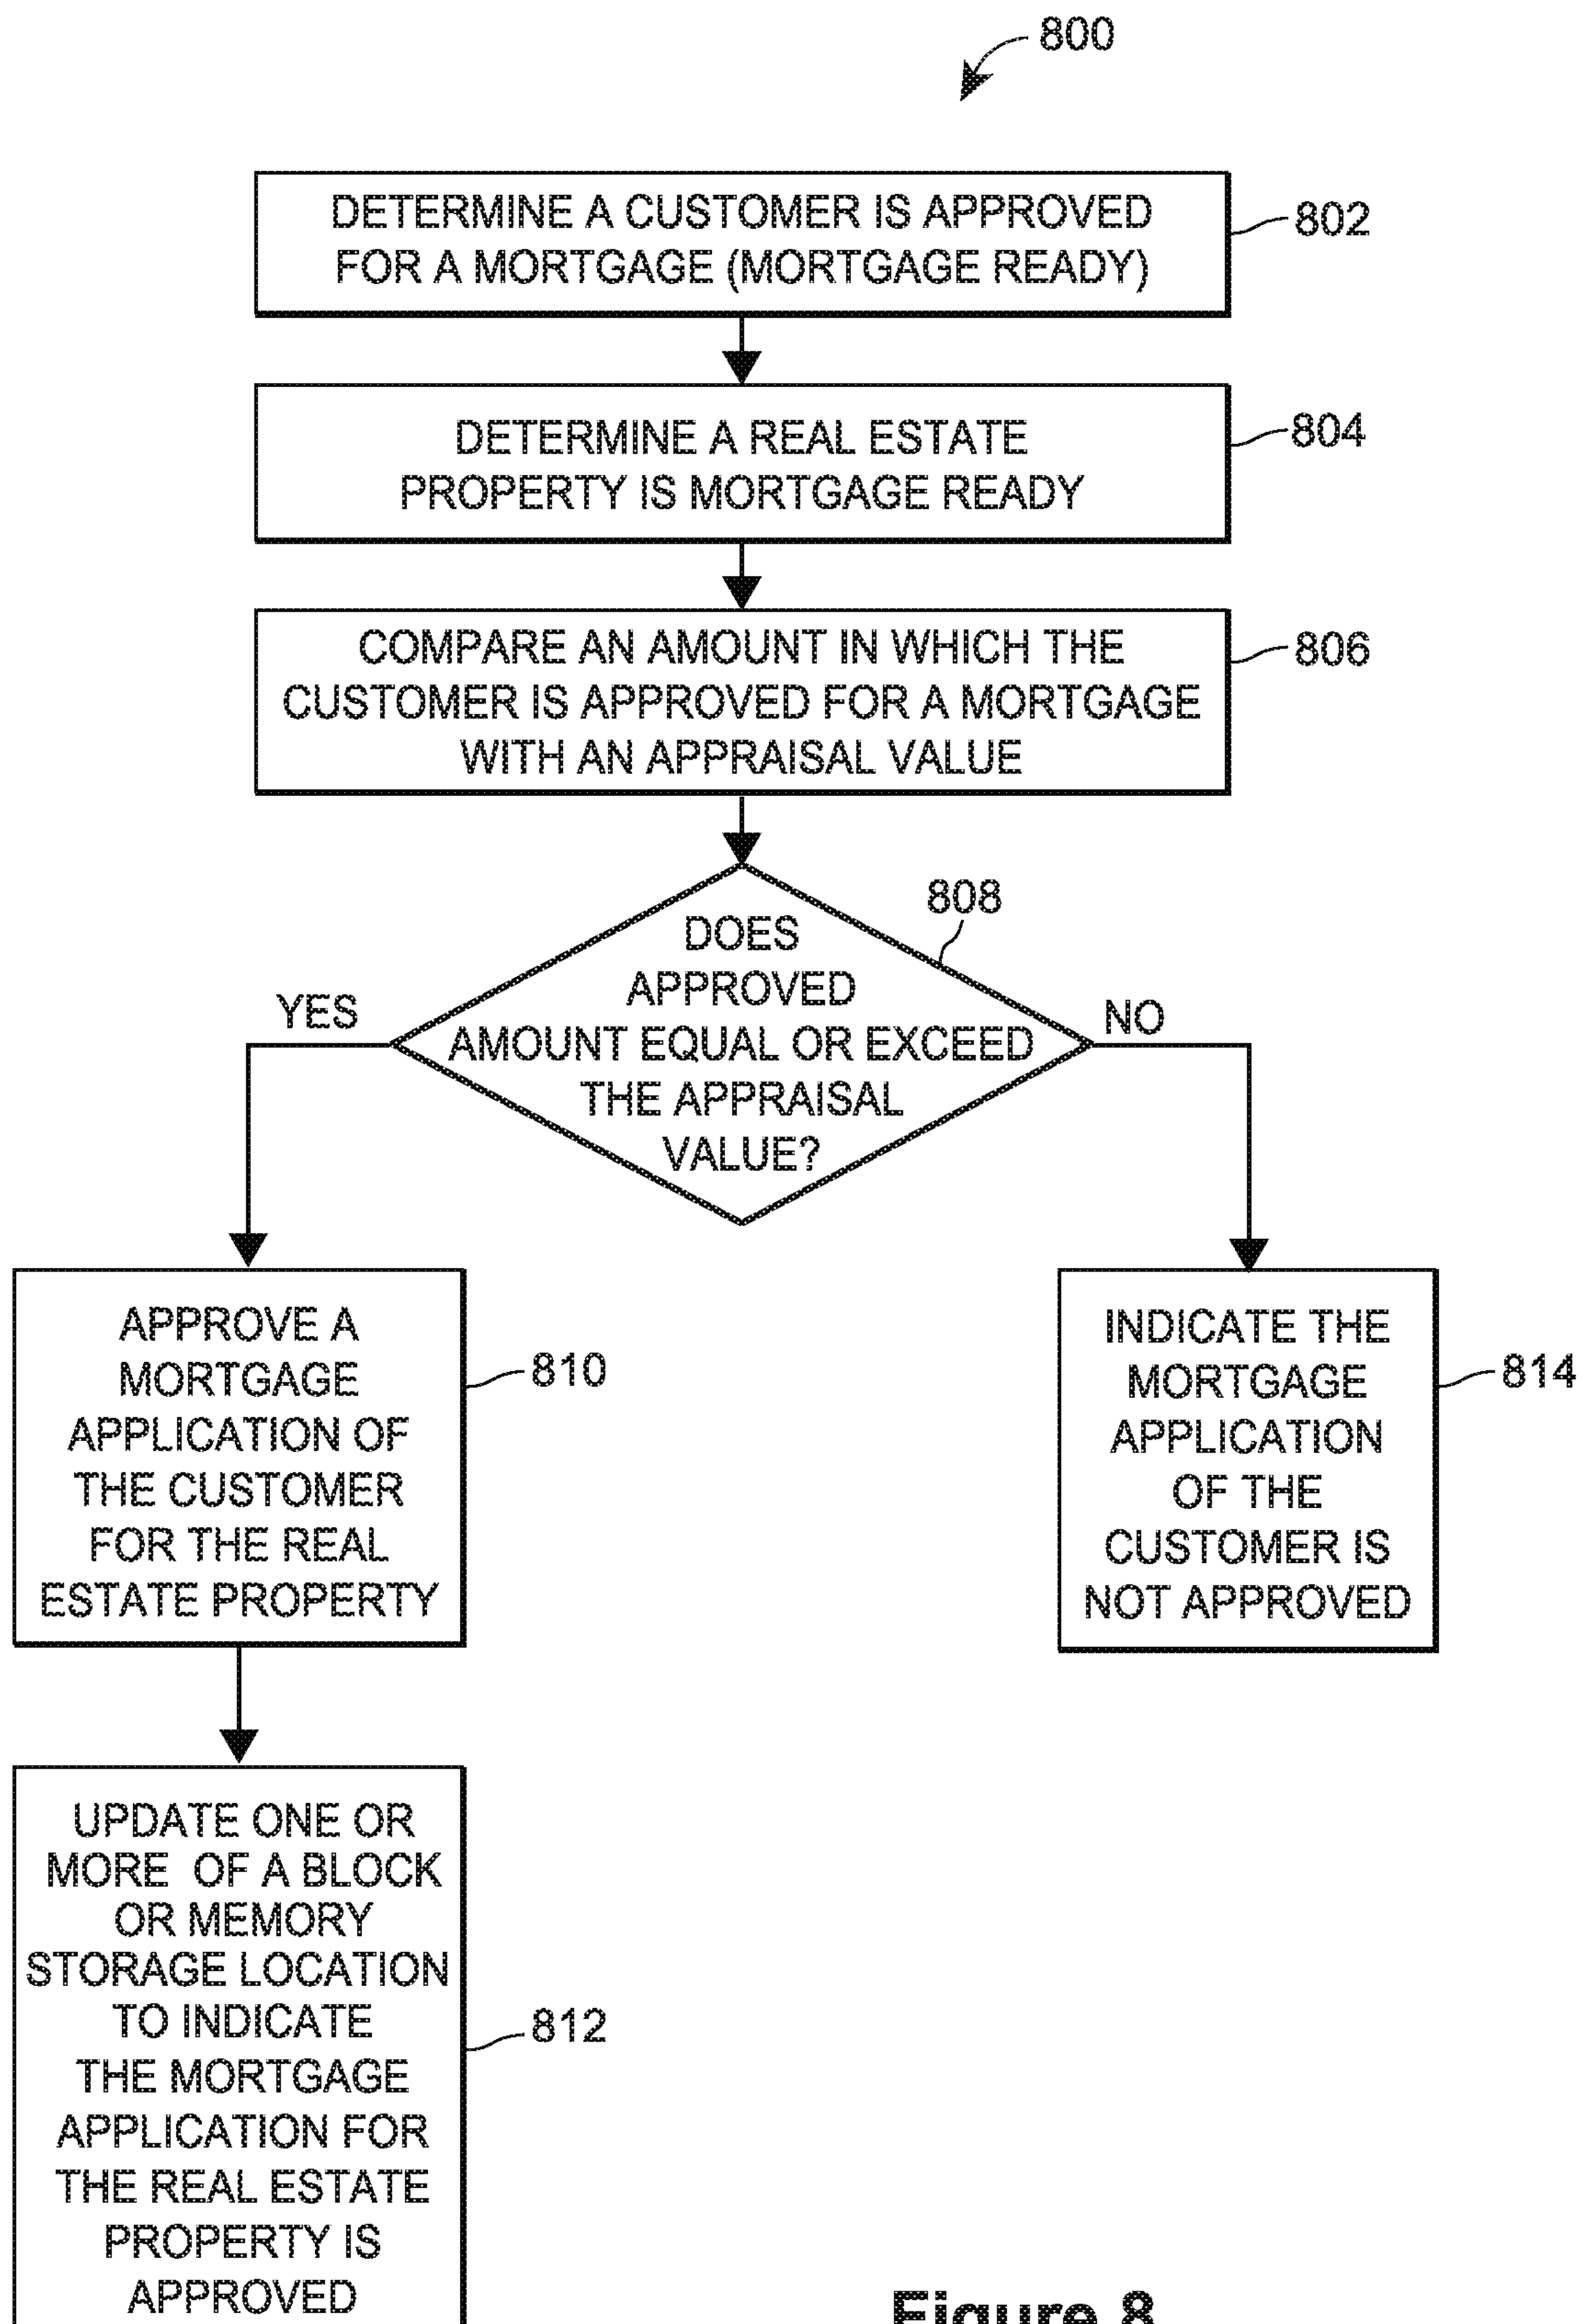 800
DETERMINE A CUSTOMER IS APPROVED
FOR A MORTGAGE (MORTGAGE READY)
802
DETERMINE A REAL ESTATE
PROPERTY IS MORTGAGE READY
804
COMPARE AN AMOUNT IN WHICH THE
CUSTOMER IS APPROVED FOR A MORTGAGE
WITH AN APPRAISAL VALUE
806
808
DOES
APPROVED
AMOUNT EQUAL OR EXCEED
THE APPRAISAL
VALUE?
YES
NO
APPROVE A
MORTGAGE
APPLICATION OF
THE CUSTOMER
FOR THE REAL
ESTATE PROPERTY
810
INDICATE THE
MORTGAGE
APPLICATION
OF THE
CUSTOMER IS
NOT APPROVED
814
UPDATE ONE OR
MORE OF A BLOCK
OR MEMORY
STORAGE LOCATION
TO INDICATE
THE MORTGAGE
APPLICATION FOR
THE REAL ESTATE
PROPERTY IS
APPROVED
812
Figure 8